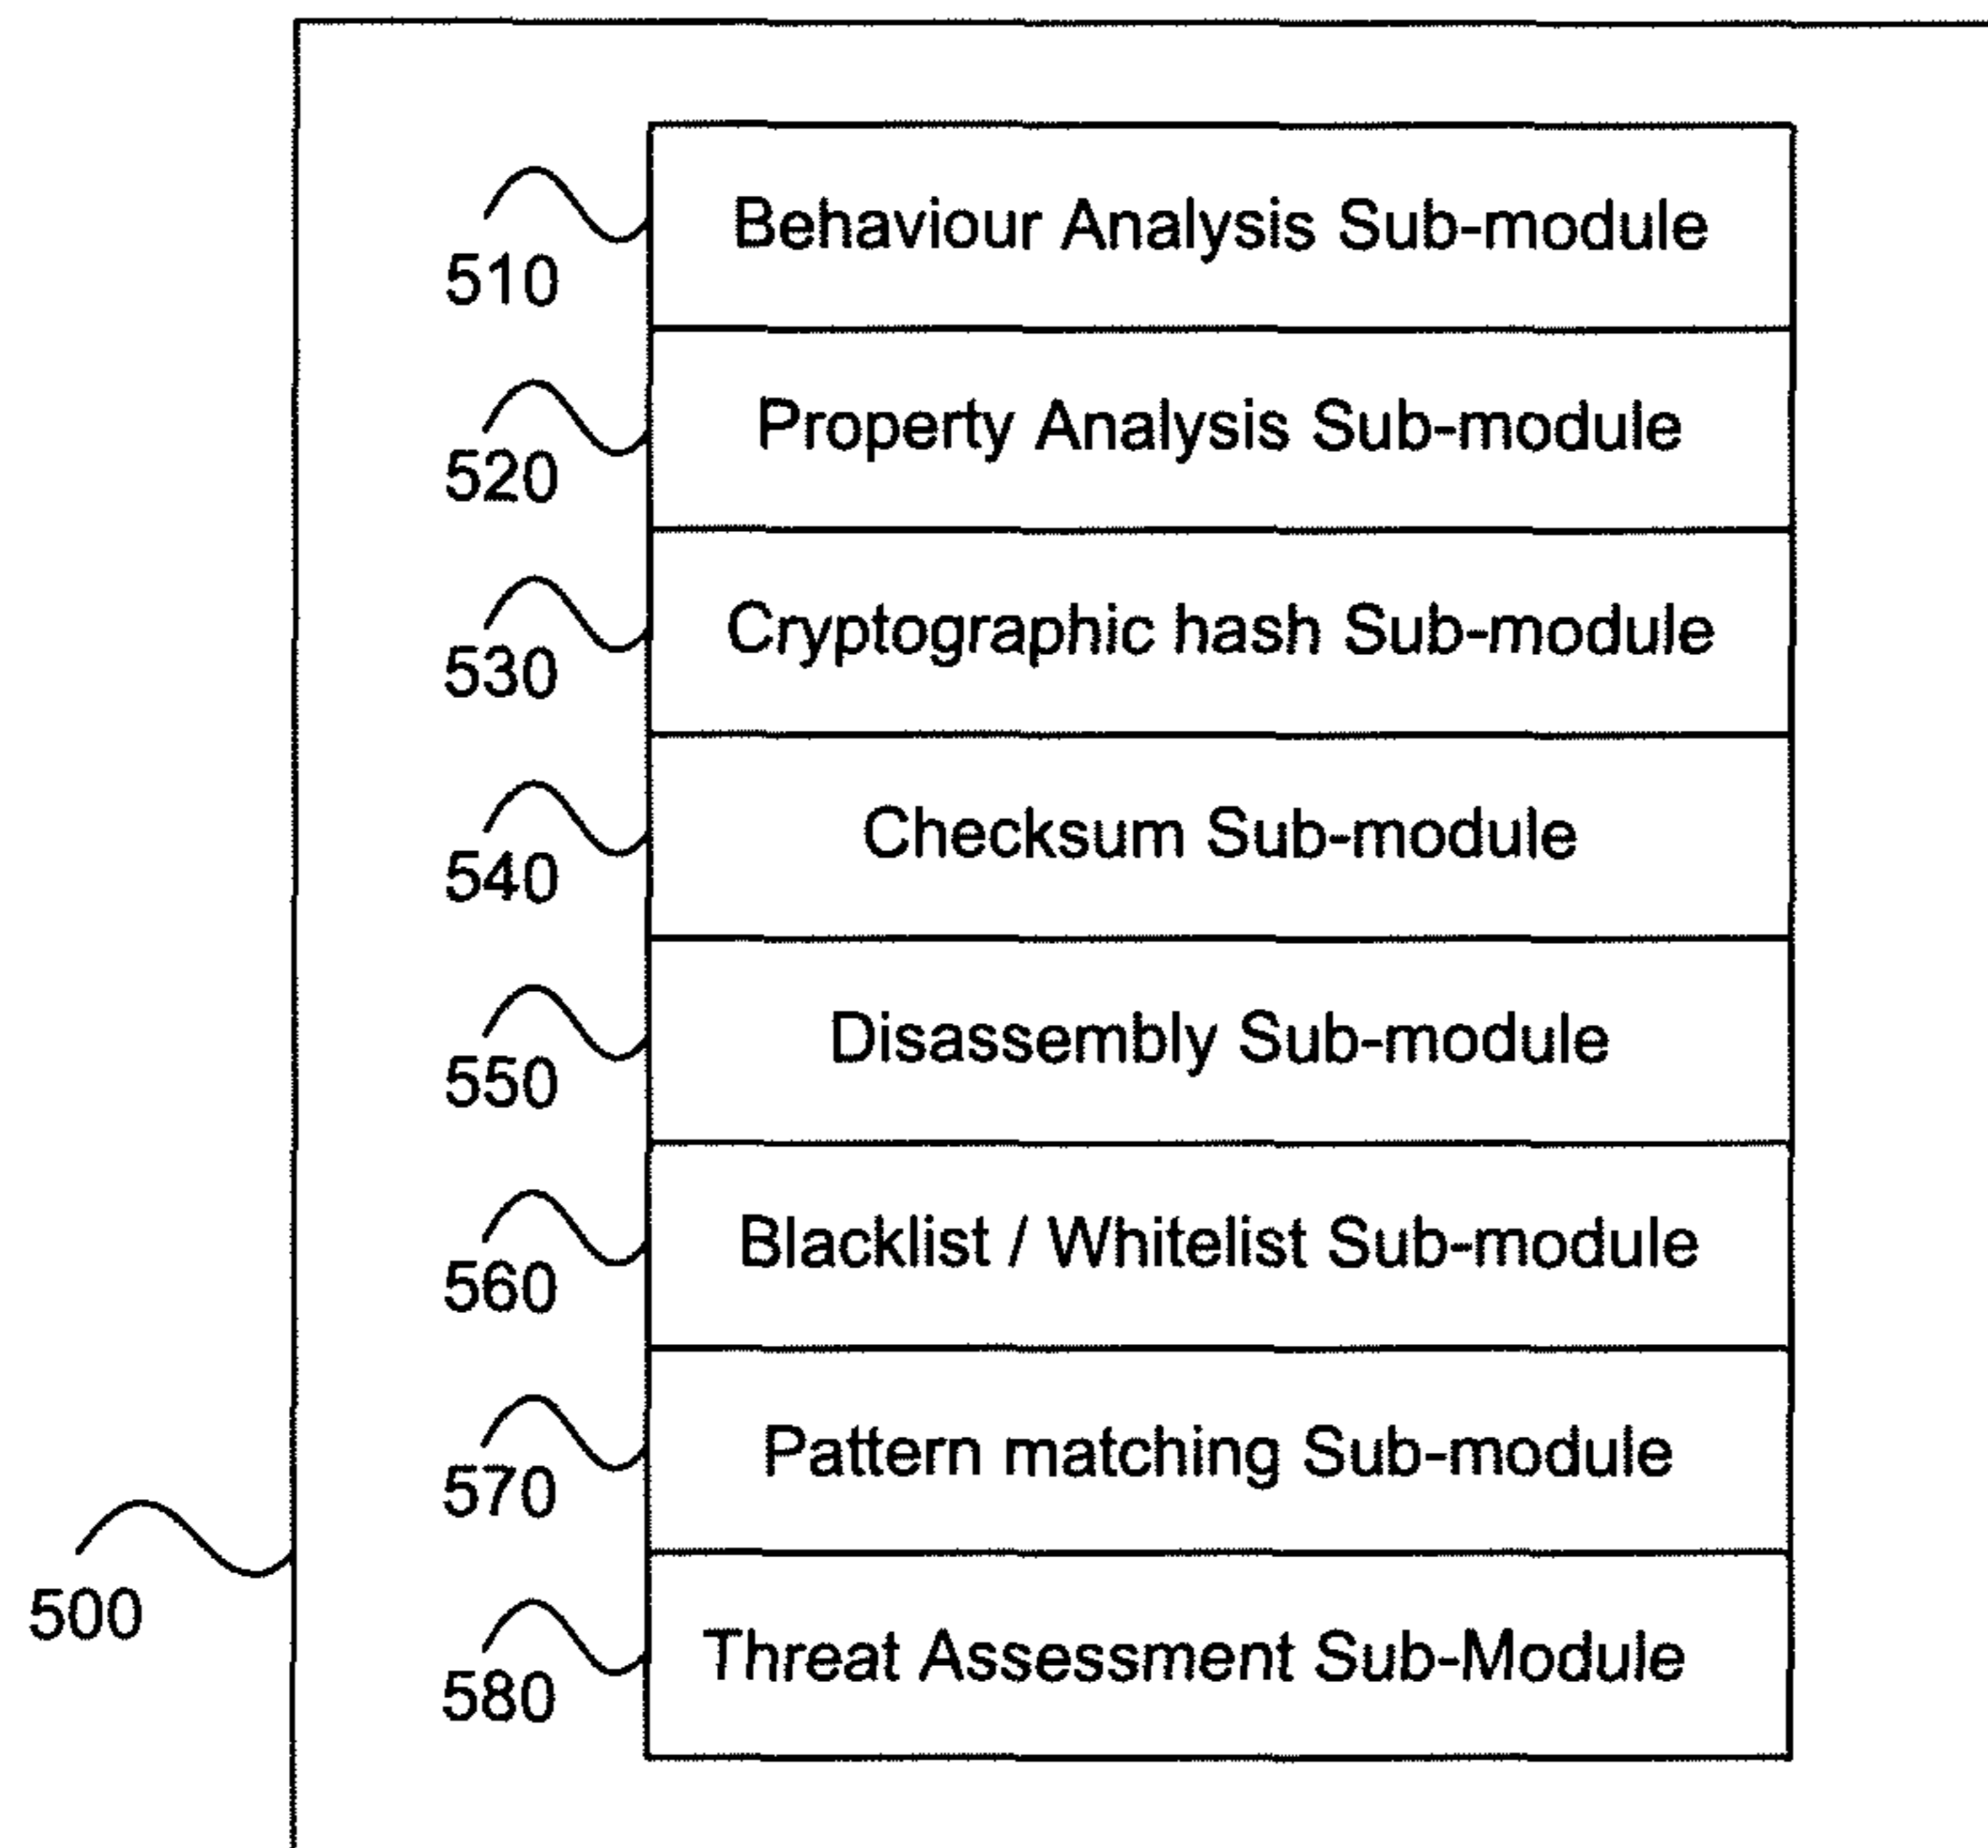 Behaviour Analysis Sub-module
510
Property Analysis Sub-module
520
Cryptographic hash Sub-module
530
Checksum Sub-module
540
Disassembly Sub-module
550
Blacklist / Whitelist Sub-module
560
Pattern matching Sub-module
570
500
Threat Assessment Sub-Module
580